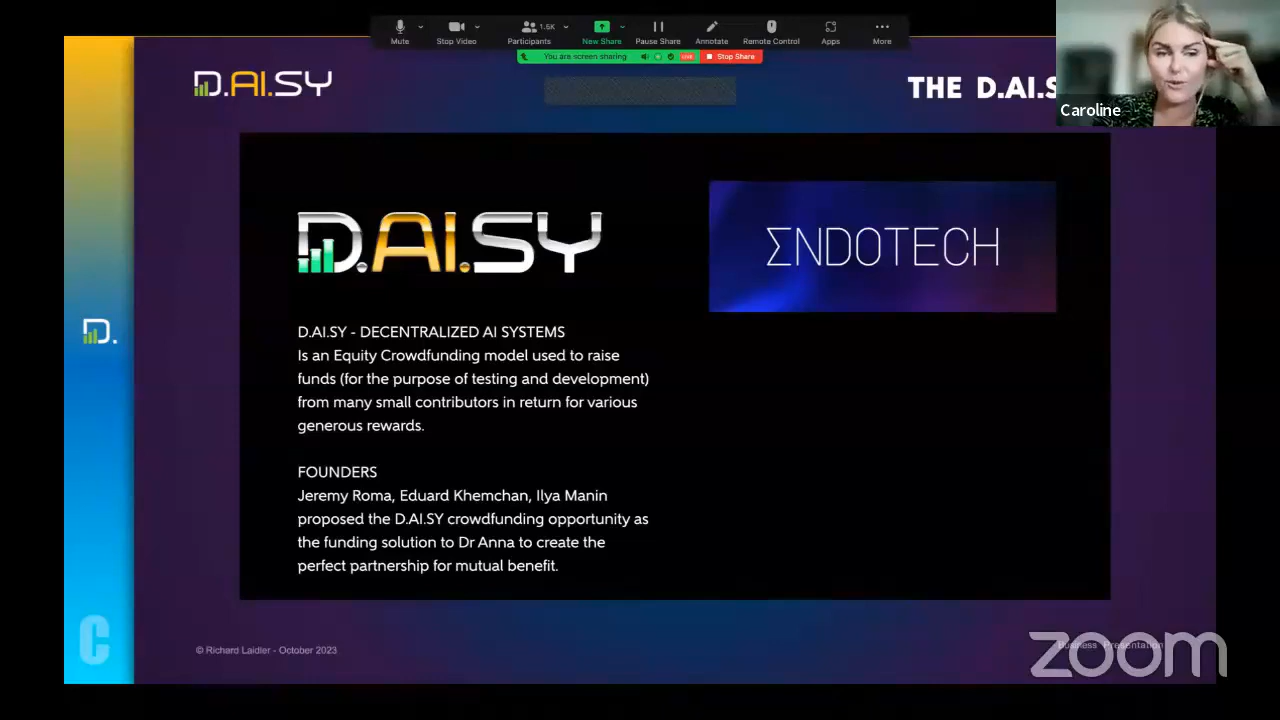 1.5K
Mute
Stop Video
Participants
New Share
Pause Share
Annotate
Remote Control
Apps
More
You are screen sharing
LIVE
Stop Share
D.AI.SY
THE D.AI.S
Caroline
D.AI.SY
ΣNDOTECH
D.AI.SY - DECENTRALIZED AI SYSTEMS
Is an Equity Crowdfunding model used to raise
funds (for the purpose of testing and development)
from many small contributors in return for various
generous rewards.
FOUNDERS
Jeremy Roma, Eduard Khemchan, Ilya Manin
proposed the D.AI.SY crowdfunding opportunity as
the funding solution to Dr Anna to create the
perfect partnership for mutual benefit.
D.
C
© Richard Laidler - October 2023
Business Presentation
zoom